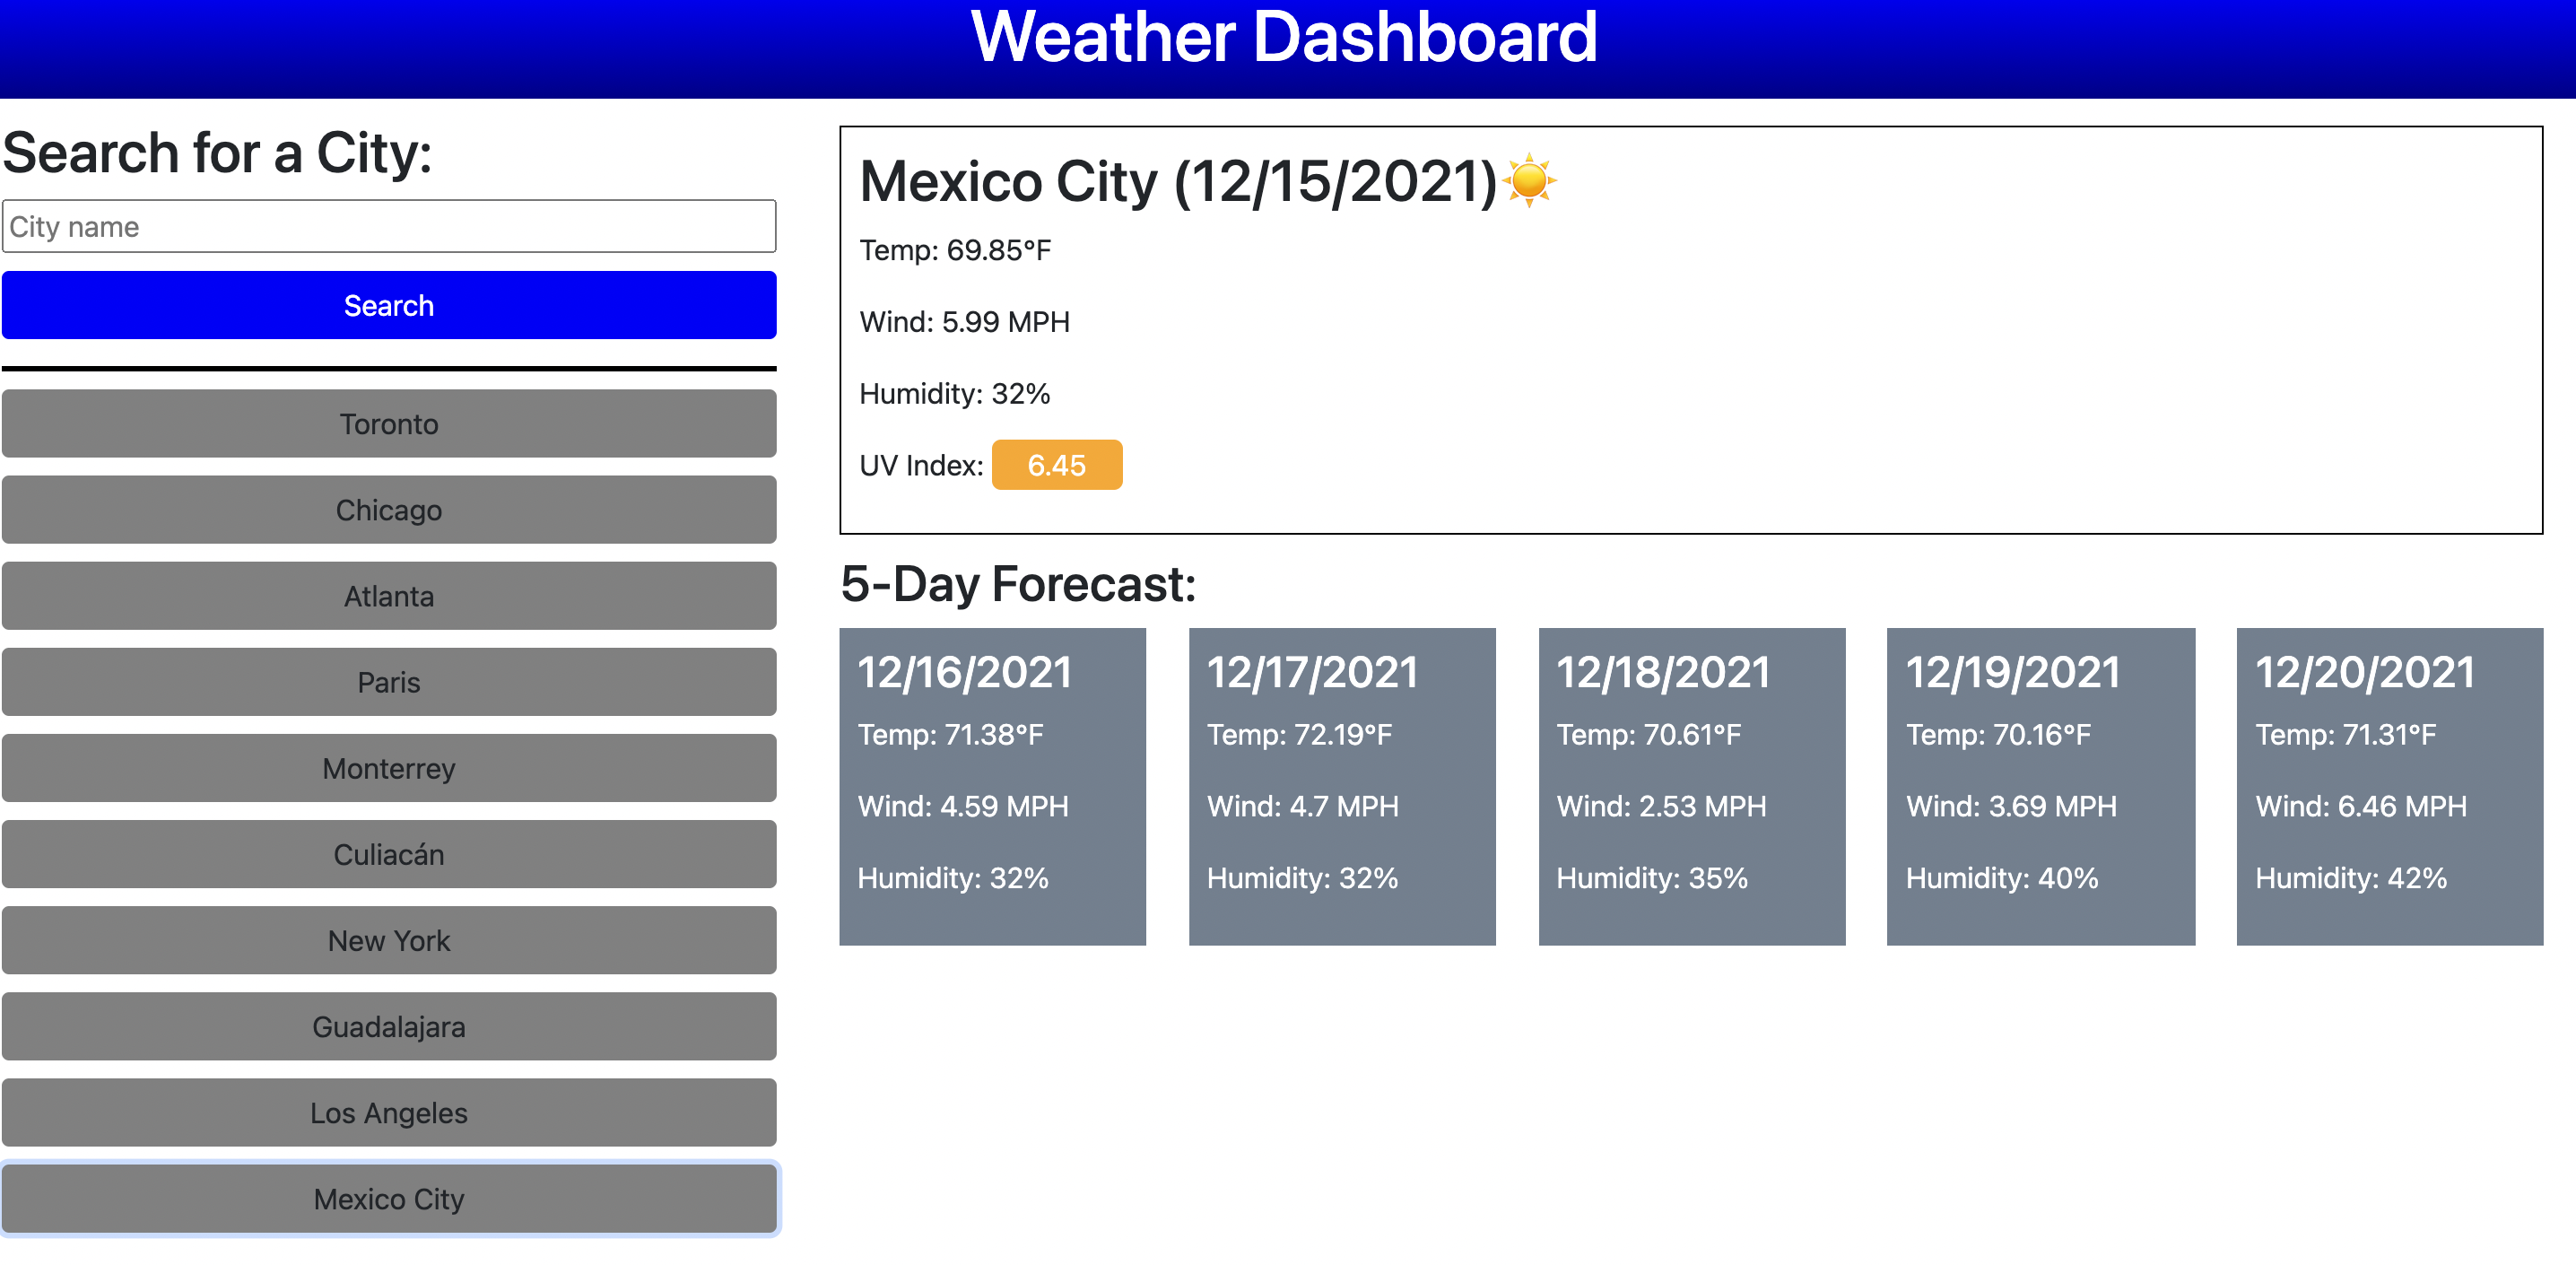 Weather Dashboard
Search for a City:
City name
Search
Toronto
Chicago
Atlanta
Paris
Monterrey
Culiacán
New York
Guadalajara
Los Angeles
Mexico City
Mexico City (12/15/2021)☀️
Temp: 69.85°F
Wind: 5.99 MPH
Humidity: 32%
UV Index: 6.45
5-Day Forecast:
12/16/2021
Temp: 71.38°F
Wind: 4.59 MPH
Humidity: 32%
12/17/2021
Temp: 72.19°F
Wind: 4.7 MPH
Humidity: 32%
12/18/2021
Temp: 70.61°F
Wind: 2.53 MPH
Humidity: 35%
12/19/2021
Temp: 70.16°F
Wind: 3.69 MPH
Humidity: 40%
12/20/2021
Temp: 71.31°F
Wind: 6.46 MPH
Humidity: 42%